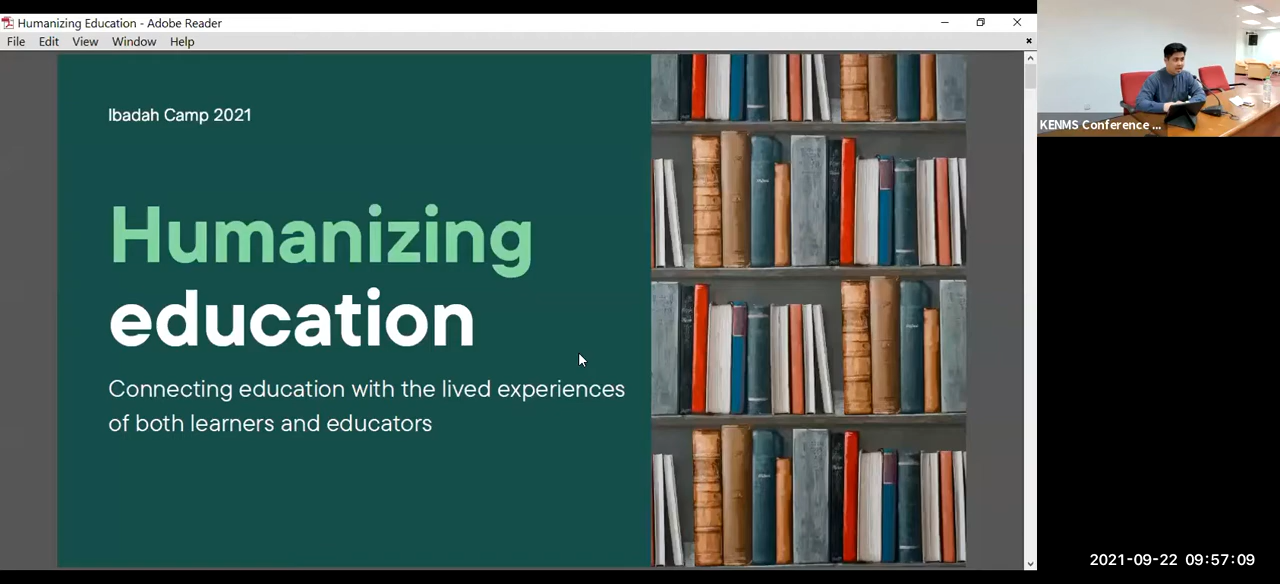 Humanizing Education - Adobe Reader
File Edit View Window Help
Ibadah Camp 2021
Humanizing
education
Connecting education with the lived experiences
of both learners and educators
KENMS Conference ...
2021-09-22 09:57:09